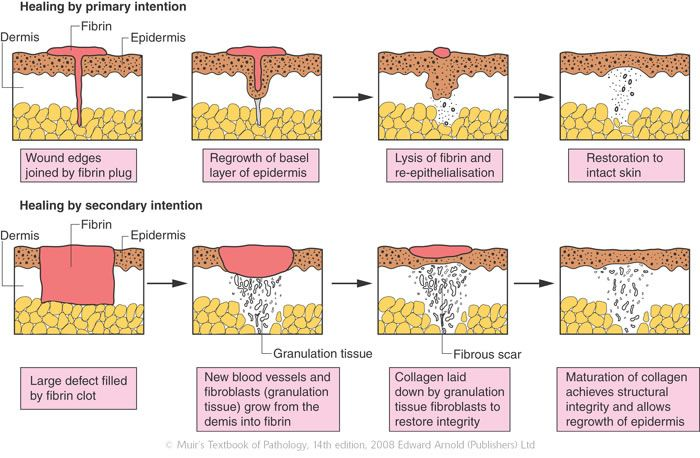 Healing by primary intention
Fibrin
Dermis
Epidermis
Wound edges
joined by fibrin plug
Regrowth of basel
layer of epidermis
Lysis of fibrin and
re-epithelialisation
Restoration to
intact skin
Healing by secondary intention
Fibrin
Dermis
Epidermis
Granulation tissue
Fibrous scar
Large defect filled
by fibrin clot
New blood vessels and
fibroblasts (granulation
tissue) grow from the
demis into fibrin
Collagen laid
down by granulation
tissue fibroblasts to
restore integrity
Maturation of collagen
achieves structural
integrity and allows
regrowth of epidermis
© Muir's Textbook of Pathology, 14th edition, 2008 Edward Arnold (Publishers) Ltd